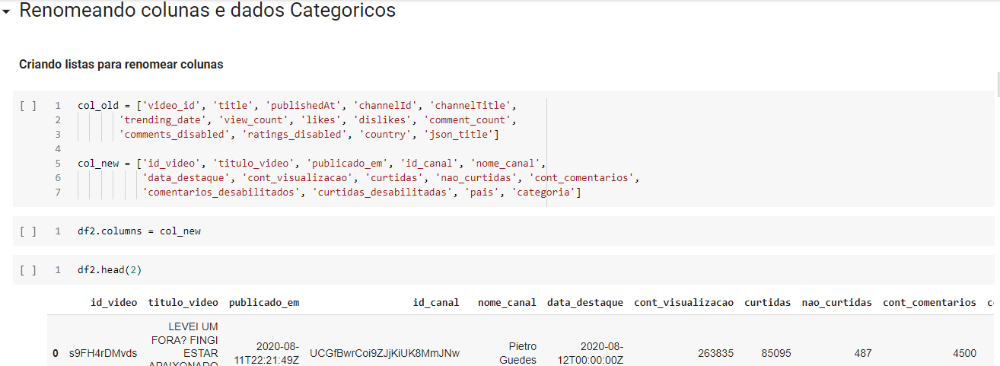 Renomeando colunas e dados Categoricos
Criando listas para renomear colunas
[ ] 1 col_old = ['video_id', 'title', 'publishedAt', 'channelId', 'channelTitle',
2 'trending_date', 'view_count', 'likes', 'dislikes', 'comment_count',
3 'comments_disabled', 'ratings_disabled', 'country', 'json_title']
4
5 col_new = ['id_video', 'titulo_video', 'publicado_em', 'id_canal', 'nome_canal',
6 'data_destaque', 'cont_visualizacao', 'curtidas', 'nao_curtidas', 'cont_comentarios',
7 'comentarios_desabilitados', 'curtidas_desabilitadas', 'pais', 'categoria']
[ ] 1 df2.columns = col_new
[ ] 1 df2.head(2)
id_video titulo_video publicado_em id_canal nome_canal data_destaque cont_visualizacao curtidas nao_curtidas cont_comentarios
LEVEI UM
FORA? FINGI
0 s9FH4rDMvds ESTAR 2020-08- UCGfBwrCoi9ZJjKiUK8MmJNw Pietro 2020-08- 263835 85095 487 4500
APAIXONADO 11T22:21:49Z Guedes 12T00:00:00Z